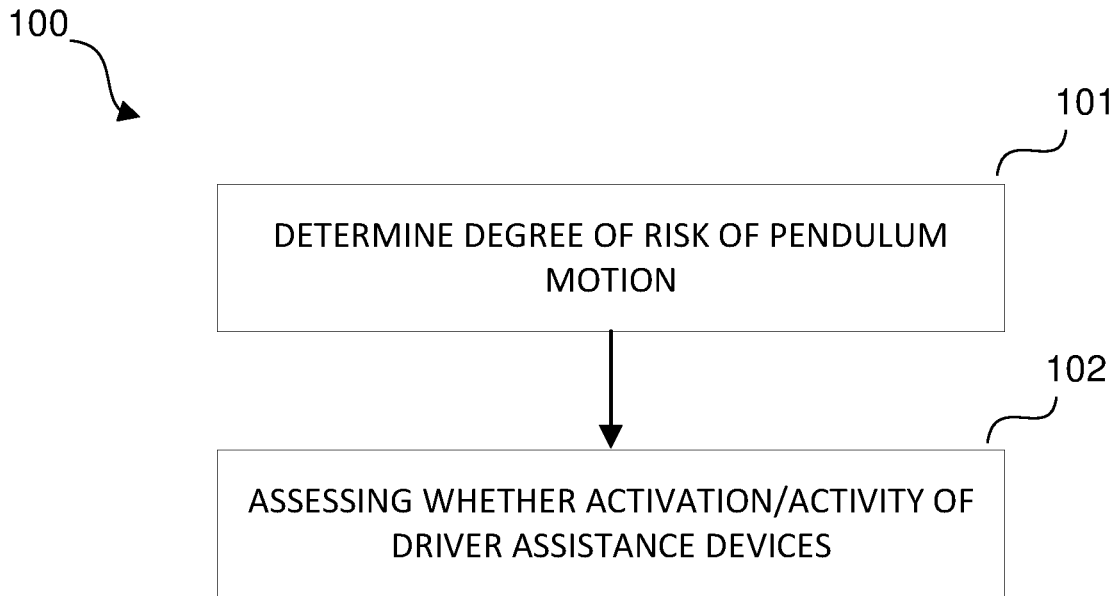 100
101
DETERMINE DEGREE OF RISK OF PENDULUM
MOTION
102
ASSESSING WHETHER ACTIVATION/ACTIVITY OF
DRIVER ASSISTANCE DEVICES